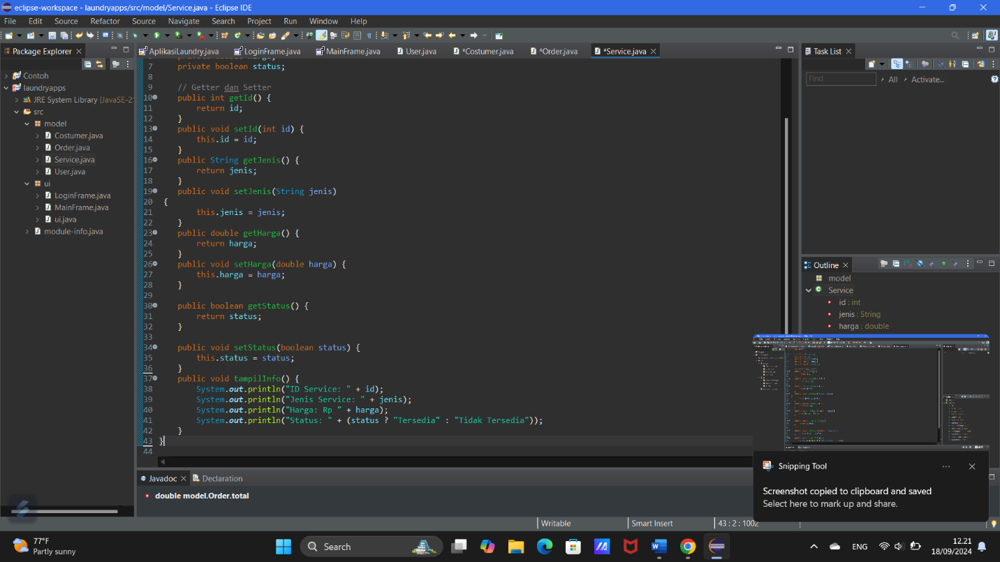 eclipse-workspace - laundryapps/src/model/Service.java - Eclipse IDE
File Edit Source Refactor Source Navigate Search Project Run Window Help
Package Explorer
AplikasiLaundry.java LoginFrame.java MainFrame.java User.java *Costumer.java *Order.java *Service.java
Task List
Find All Activate...
Contoh
laundryapps
JRE System Library [JavaSE-2
src
model
Costumer.java
Order.java
Service.java
User.java
ui
LoginFrame.java
MainFrame.java
ui.java
module-info.java
7 private boolean status;
8
9 // Getter dan Setter
10 public int getId() {
11 return id;
12 }
13 public void setId(int id) {
14 this.id = id;
15 }
16 public String getJenis() {
17 return jenis;
18 }
19 public void setJenis(String jenis)
20 {
21 this.jenis = jenis;
22 }
23 public double getHarga() {
24 return harga;
25 }
26 public void setHarga(double harga) {
27 this.harga = harga;
28 }
29
30 public boolean getStatus() {
31 return status;
32 }
33
34 public void setStatus(boolean status) {
35 this.status = status;
36 }
37 public void tampilInfo() {
38 System.out.println("ID Service: " + id);
39 System.out.println("Jenis Service: " + jenis);
40 System.out.println("Harga: Rp " + harga);
41 System.out.println("Status: " + (status ? "Tersedia" : "Tidak Tersedia"));
42 }
43 }
44
Outline
model
Service
id : int
jenis : String
harga : double
Snipping Tool
Screenshot copied to clipboard and saved
Select here to mark up and share.
Javadoc Declaration
double model.Order.total
Writable Smart Insert 43 : 2 : 1002
77°F
Partly sunny
Search
ENG
12.21
18/09/2024